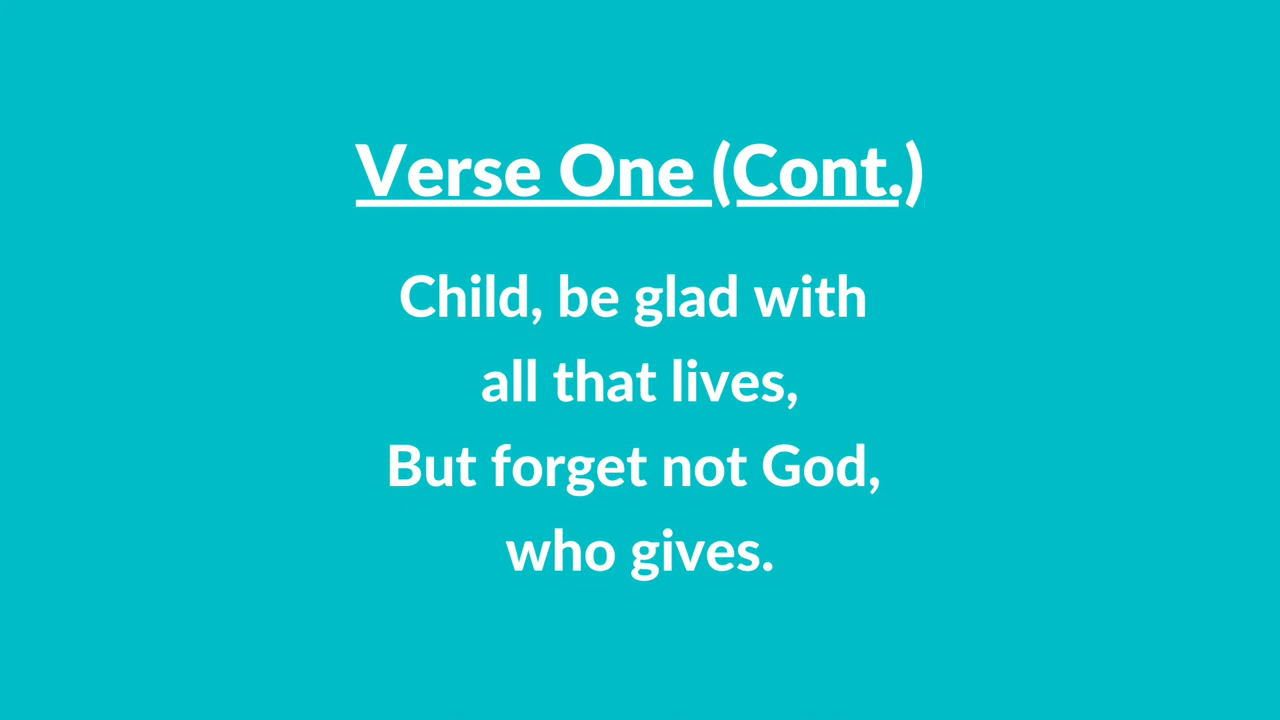 Verse One (Cont.)
Child, be glad with
all that lives,
But forget not God,
who gives.